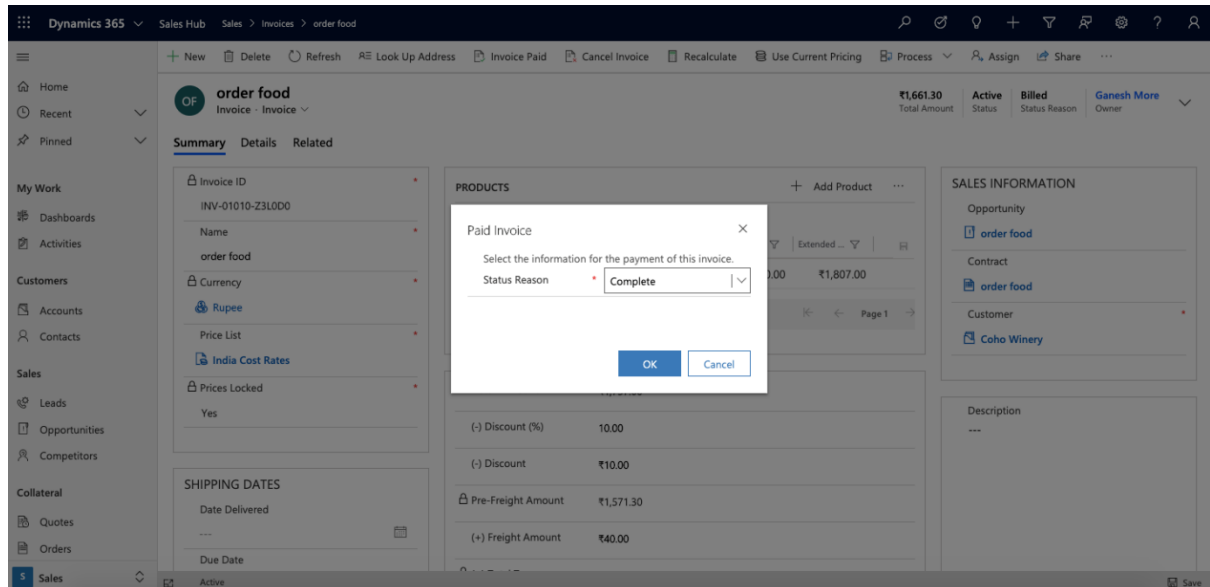 Dynamics 365 Sales Hub Sales > Invoices > order food
New Delete Refresh Look Up Address Invoice Paid Cancel Invoice Recalculate Use Current Pricing Process Assign Share ...
Home
Recent
Pinned
My Work
Dashboards
Activities
Customers
Accounts
Contacts
Sales
Leads
Opportunities
Competitors
Collateral
Quotes
Orders
S Sales
OF
order food
Invoice · Invoice
₹1,661.30
Total Amount
Active
Status
Billed
Status Reason
Ganesh More
Owner
Summary Details Related
Invoice ID *
INV-01010-Z3L0D0
Name *
order food
Currency *
Rupee
Price List *
India Cost Rates
Prices Locked *
Yes
SHIPPING DATES
Date Delivered
---
Due Date
PRODUCTS
+ Add Product ...
Extended ...
0.00 ₹1,807.00
Page 1
Paid Invoice
Select the information for the payment of this invoice.
Status Reason * Complete
OK Cancel
(-) Discount (%) 10.00
(-) Discount ₹10.00
Pre-Freight Amount ₹1,571.30
(+) Freight Amount ₹40.00
SALES INFORMATION
Opportunity
order food
Contract
order food
Customer *
Coho Winery
Description
---
Active
Save